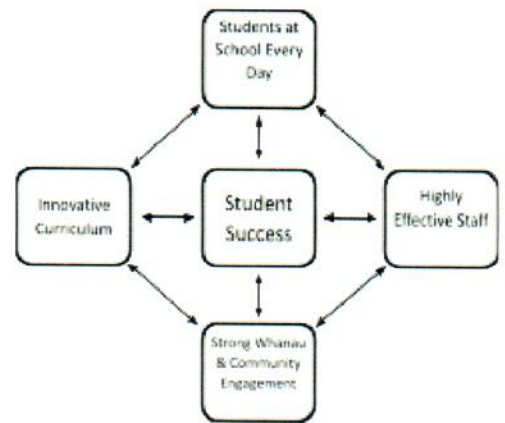 Students at
School Every
Day
Innovative
Curriculum
Student
Success
Highly
Effective Staff
Strong Whanau
& Community
Engagement